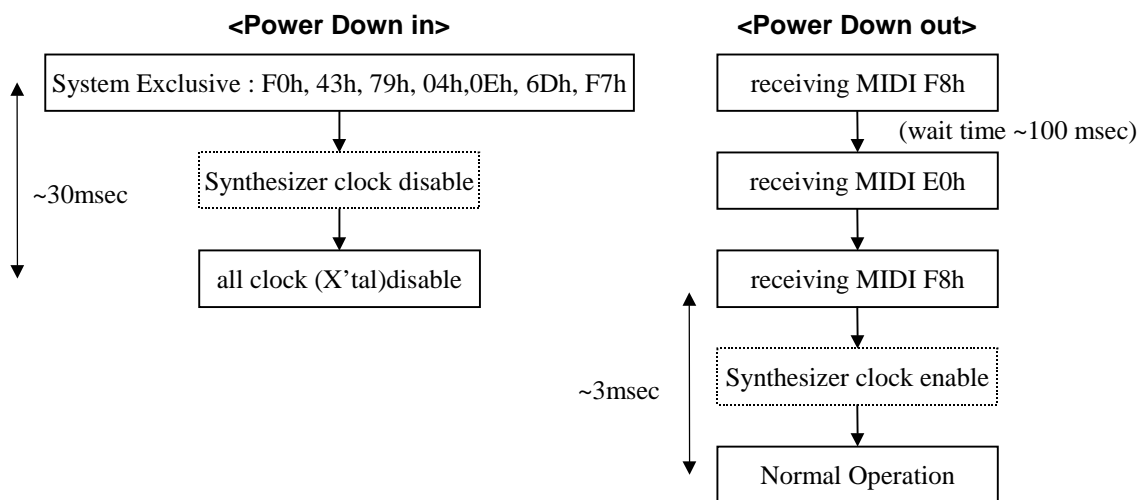 <Power Down in>
System Exclusive : F0h, 43h, 79h, 04h,0Eh, 6Dh, F7h
Synthesizer clock disable
~30msec
all clock (X’tal)disable
<Power Down out>
receiving MIDI F8h
(wait time ~100 msec)
receiving MIDI E0h
receiving MIDI F8h
Synthesizer clock enable
~3msec
Normal Operation